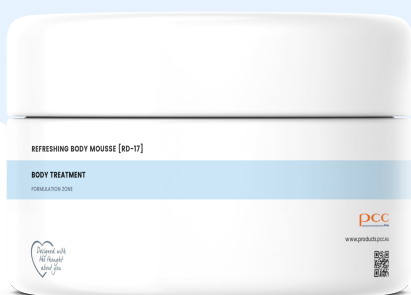 REFRESHING BODY MOUSSE [RD-17]
BODY TREATMENT
FORMULATION ZONE
pcc
www.products.pcc.eu
Designed with
the thought
about you